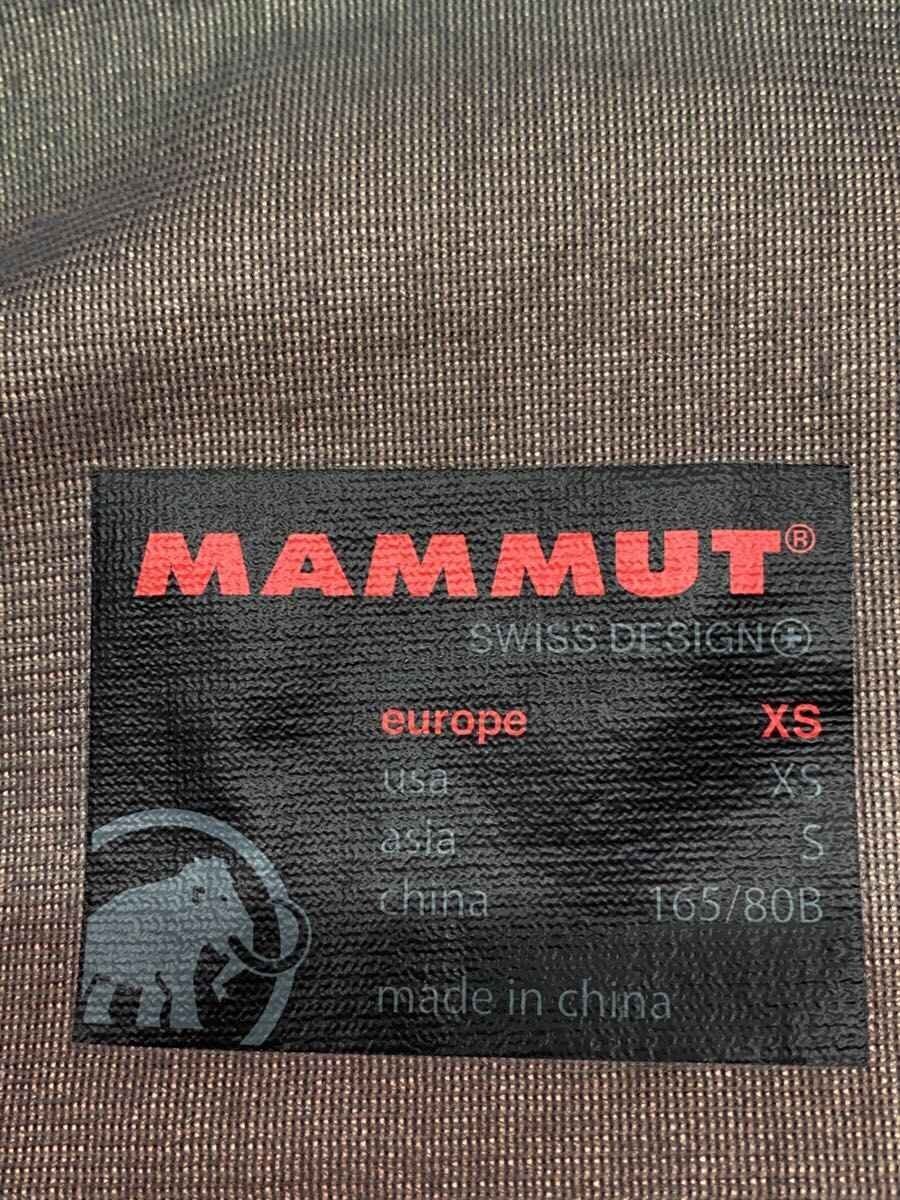 MAMMUT®
SWISS DESIGN
europe XS
usa XS
asia S
china 165/80B
made in china